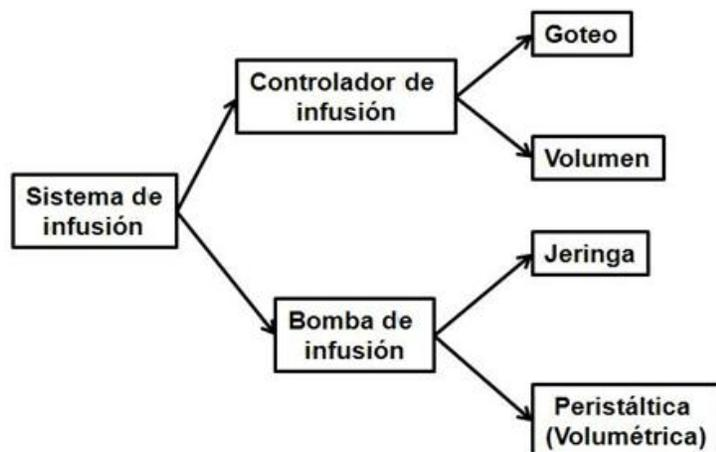 Sistema de
infusión
Controlador de
infusión
Goteo
Volumen
Bomba de
infusión
Jeringa
Peristáltica
(Volumétrica)